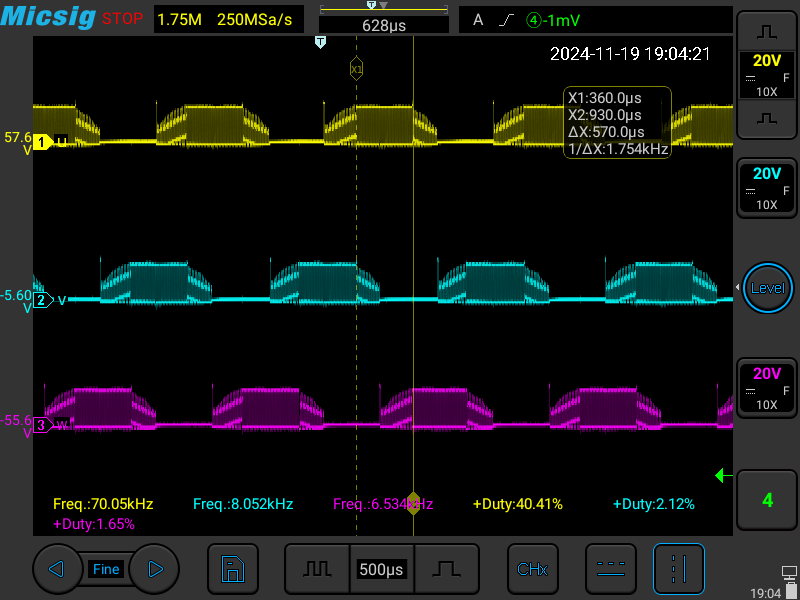 Micsig STOP 1.75M 250MSa/s 628µs A ④-1mV
T
T
2024-11-19 19:04:21
X1
X1:360.0µs
X2:930.0µs
ΔX:570.0µs
1/ΔX:1.754kHz
20V
F
10X
57.6
V
1 U
20V
F
10X
-5.60
V
2 V
Level
20V
F
10X
-55.6
V
3 W
4
Freq.:70.05kHz Freq.:8.052kHz Freq.:6.534kHz +Duty:40.41% +Duty:2.12%
+Duty:1.65%
Fine 500µs CHx
19:04